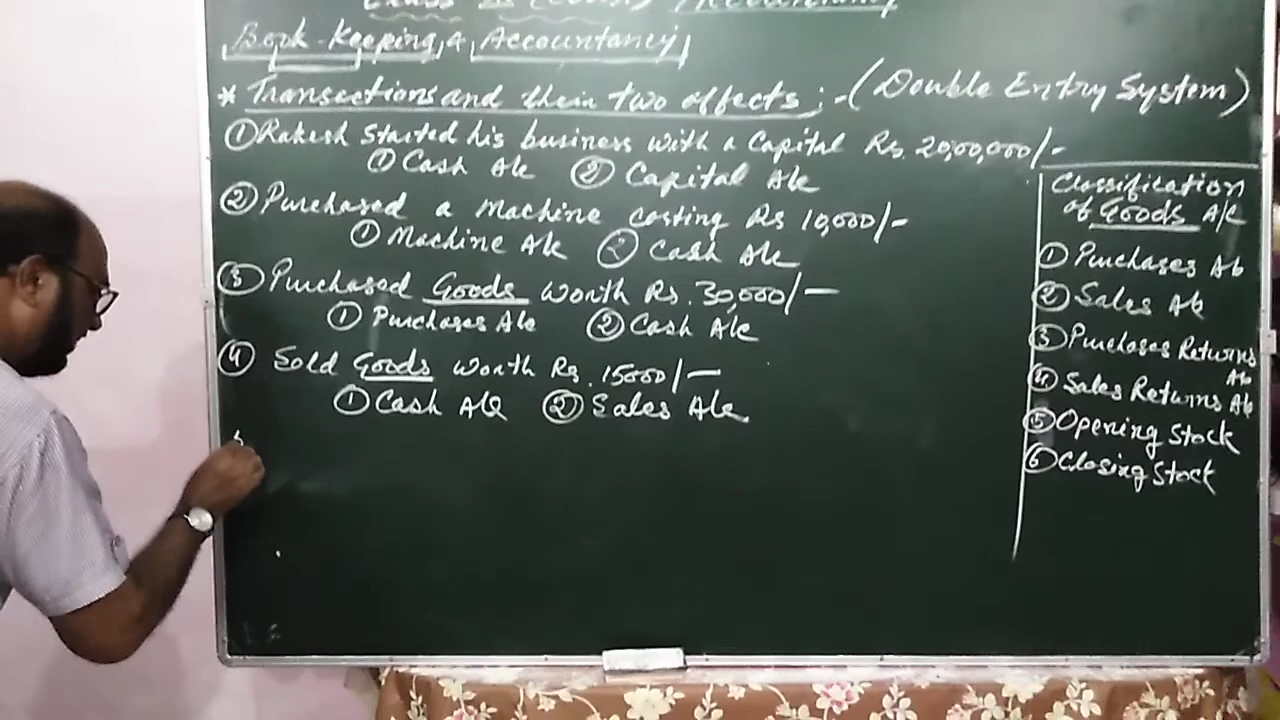 Accountancy
Book-Keeping & Accountancy
* Transections and their two effects :- (Double Entry System)
① Rakesh started his business with a Capital Rs. 20,00,000/-
① Cash A/c ② Capital A/c
② Purchased a Machine costing Rs 10,000/-
① Machine A/c ② Cash A/c
③ Purchased Goods worth Rs. 30,000/-
① Purchases A/c ② Cash A/c
④ Sold Goods worth Rs. 15000/-
① Cash A/c ② Sales A/c
Classification
of Goods A/c
① Purchases A/c
② Sales A/c
③ Purchases Returns
A/c
④ Sales Returns A/c
⑤ Opening Stock
⑥ Closing Stock